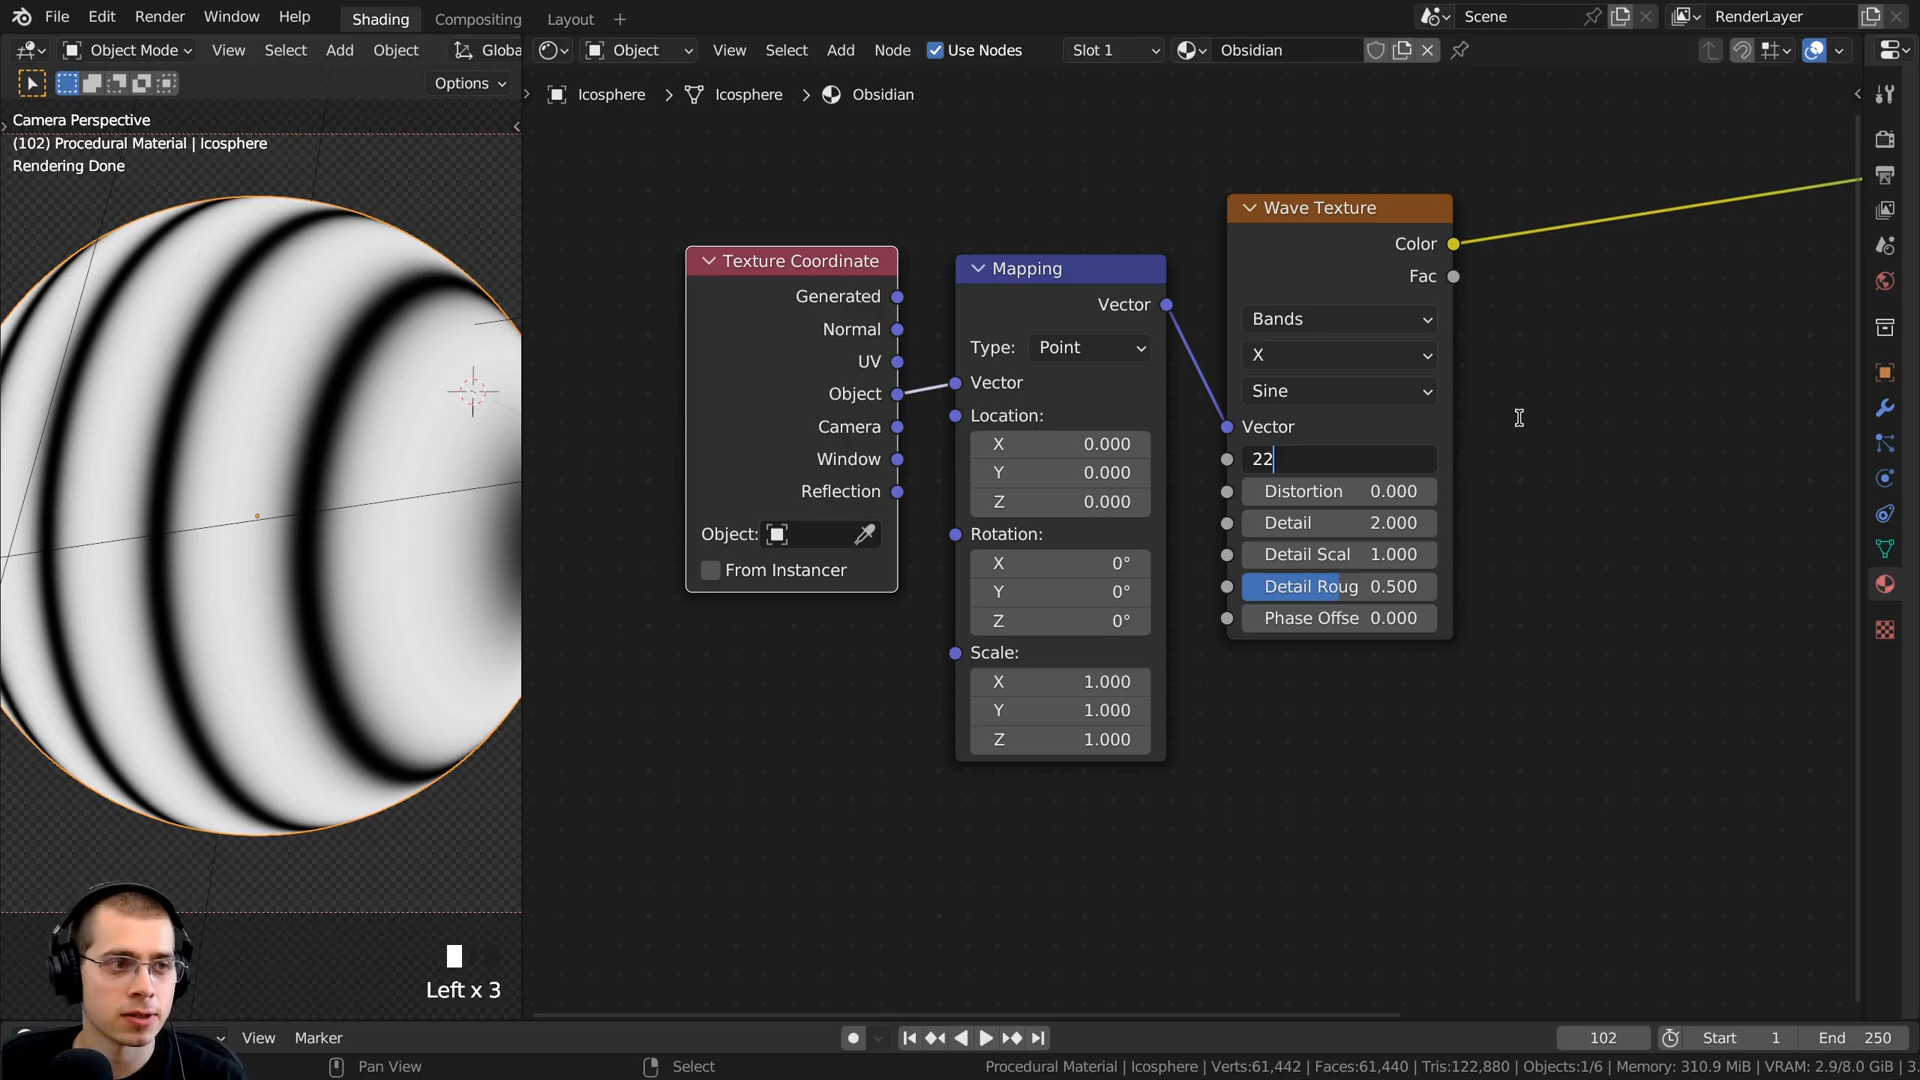 File Edit Render Window Help Shading Compositing Layout + Scene RenderLayer
Object Mode View Select Add Object Globa Object View Select Add Node Use Nodes Slot 1 Obsidian
Options
Icosphere > Icosphere > Obsidian
Camera Perspective
(102) Procedural Material | Icosphere
Rendering Done
Texture Coordinate
Generated
Normal
UV
Object
Camera
Window
Reflection
Object:
From Instancer
Mapping
Vector
Type: Point
Vector
Location:
X 0.000
Y 0.000
Z 0.000
Rotation:
X 0°
Y 0°
Z 0°
Scale:
X 1.000
Y 1.000
Z 1.000
Wave Texture
Color
Fac
Bands
X
Sine
Vector
22
Distortion 0.000
Detail 2.000
Detail Scal 1.000
Detail Roug 0.500
Phase Offse 0.000
Left x 3
View Marker 102 Start 1 End 250
Pan View Select Procedural Material | Icosphere | Verts:61,442 | Faces:61,440 | Tris:122,880 | Objects:1/6 | Memory: 310.9 MiB | VRAM: 2.9/8.0 GiB | 3.